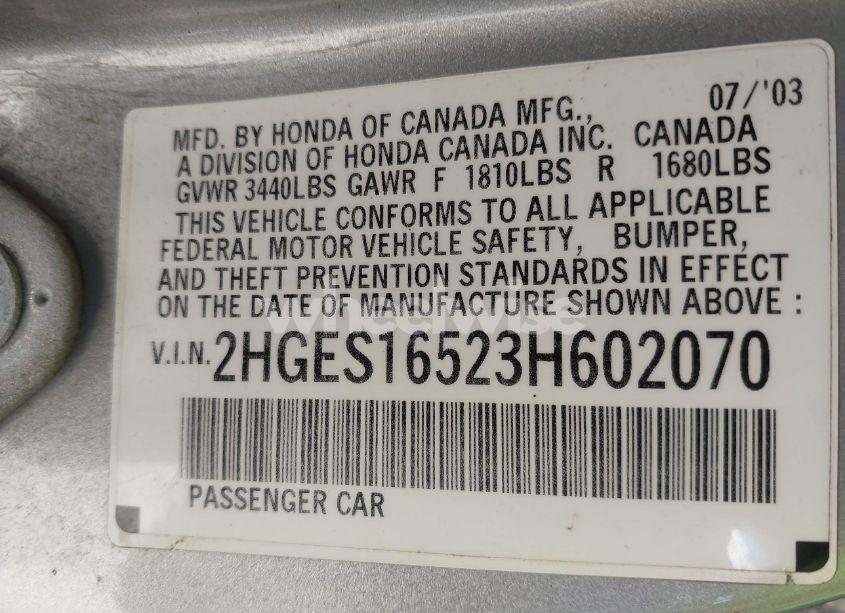 07/'03
MFD. BY HONDA OF CANADA MFG.,
A DIVISION OF HONDA CANADA INC. CANADA
GVWR 3440LBS GAWR F 1810LBS R 1680LBS
THIS VEHICLE CONFORMS TO ALL APPLICABLE
FEDERAL MOTOR VEHICLE SAFETY, BUMPER,
AND THEFT PREVENTION STANDARDS IN EFFECT
ON THE DATE OF MANUFACTURE SHOWN ABOVE :
wheelwise
V.I.N. 2HGES16523H602070
PASSENGER CAR